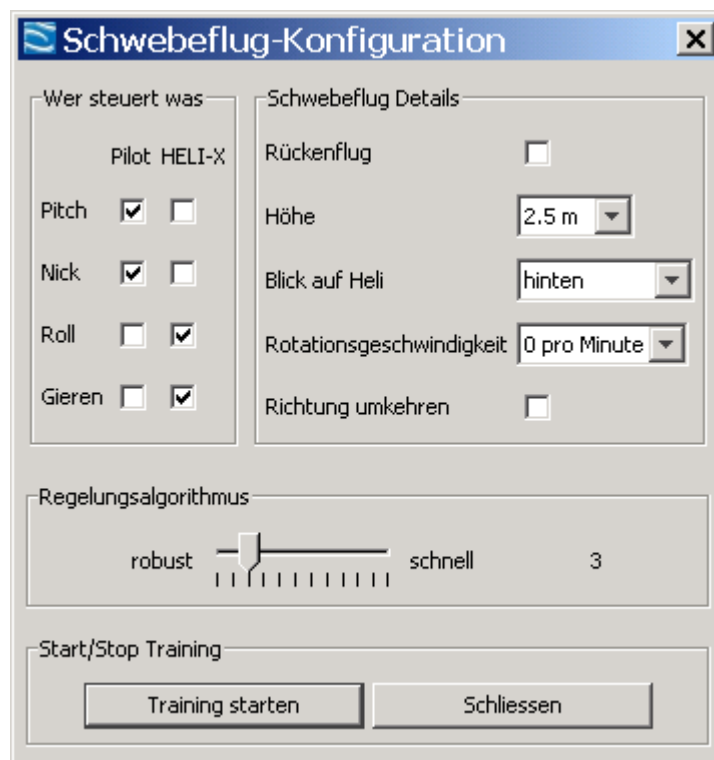 Schwebeflug-Konfiguration
Wer steuert was
Pilot HELI-X
Pitch
Nick
Roll
Gieren
Schwebeflug Details
Rückenflug
Höhe 2.5 m
Blick auf Heli hinten
Rotationsgeschwindigkeit 0 pro Minute
Richtung umkehren
Regelungsalgorithmus
robust schnell 3
Start/Stop Training
Training starten Schliessen